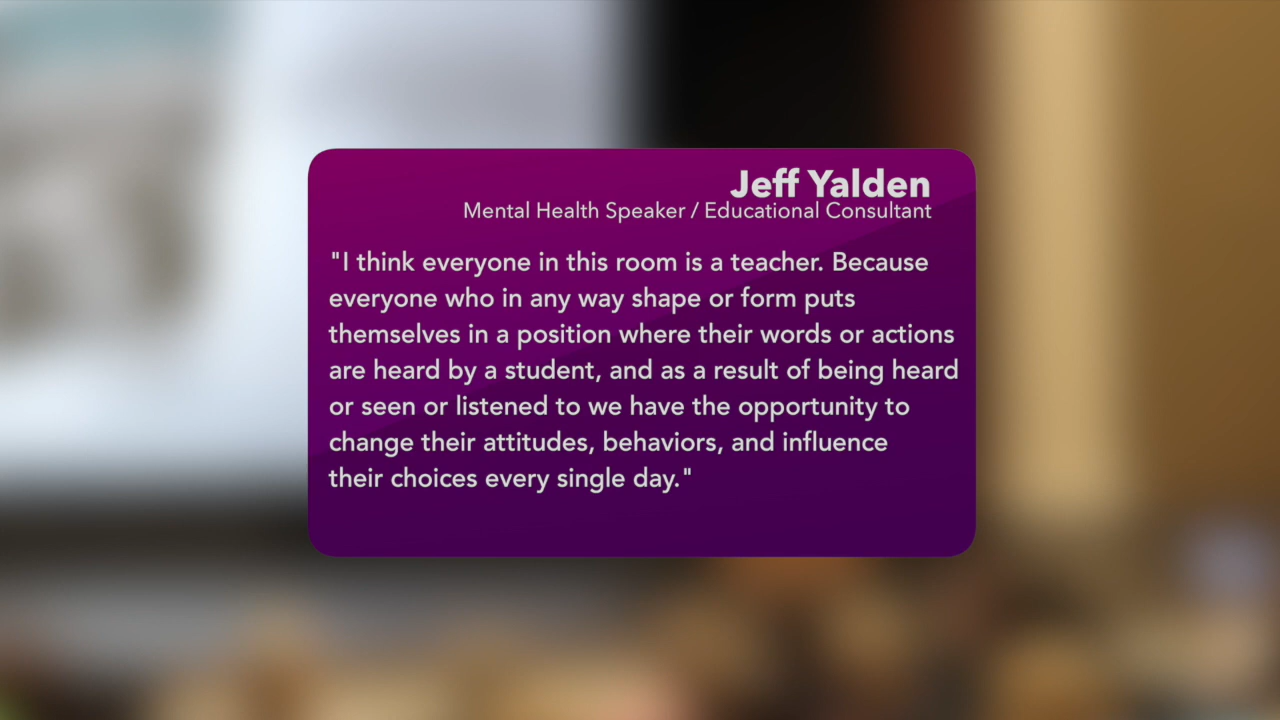 Jeff Yalden
Mental Health Speaker / Educational Consultant
"I think everyone in this room is a teacher. Because
everyone who in any way shape or form puts
themselves in a position where their words or actions
are heard by a student, and as a result of being heard
or seen or listened to we have the opportunity to
change their attitudes, behaviors, and influence
their choices every single day."